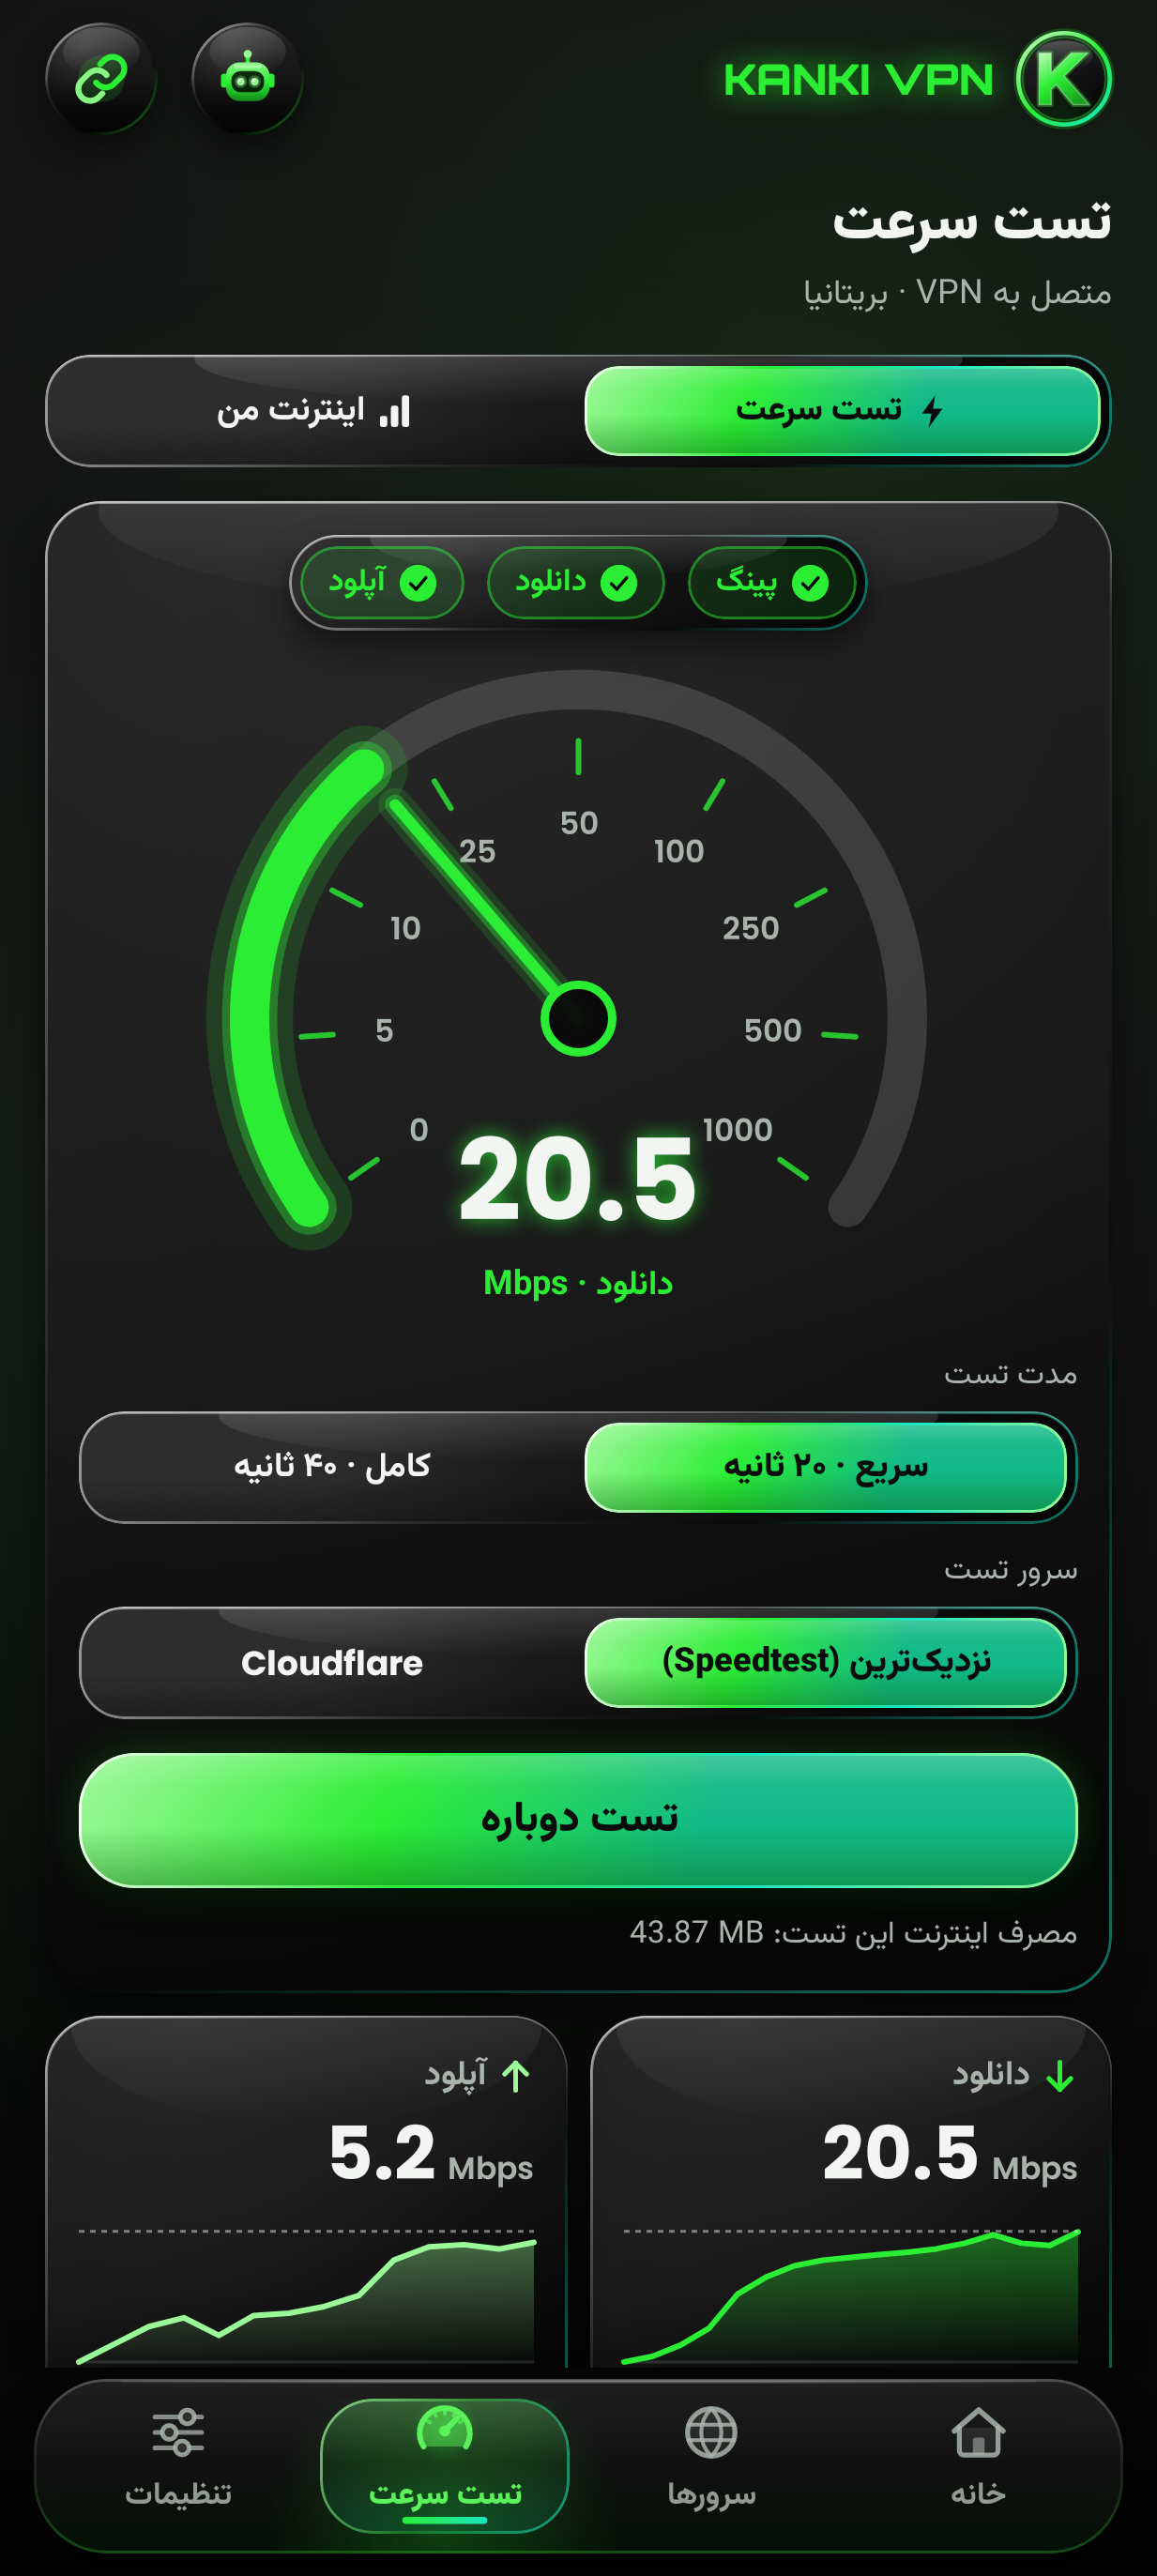 KANKI VPN
تست سرعت
متصل به VPN · بریتانیا
تست سرعت
اینترنت من
پینگ
دانلود
آپلود
0
5
10
25
50
100
250
500
1000
20.5
دانلود · Mbps
مدت تست
سریع · ۲۰ ثانیه
کامل · ۴۰ ثانیه
سرور تست
نزدیک‌ترین (Speedtest)
Cloudflare
تست دوباره
مصرف اینترنت این تست: 43.87 MB
دانلود
20.5 Mbps
آپلود
5.2 Mbps
خانه
سرورها
تست سرعت
تنظیمات